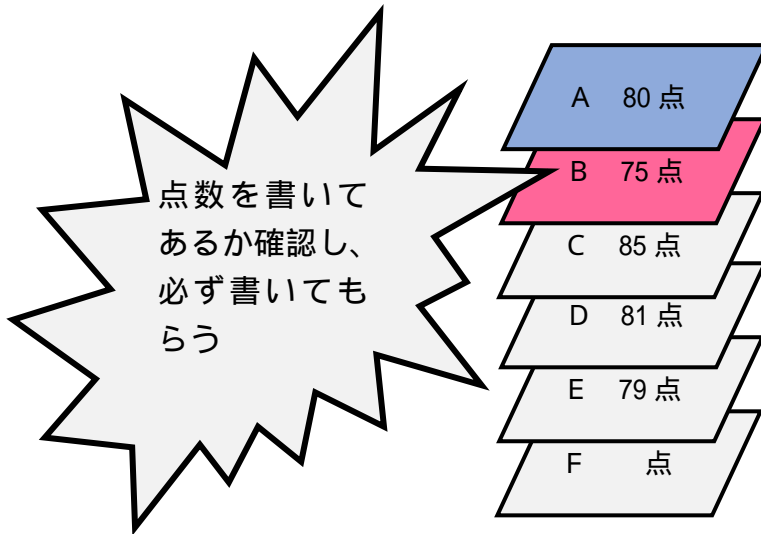 点数を書いて
あるか確認し、
必ず書いても
らう
A 80点
B 75点
C 85点
D 81点
E 79点
F 点